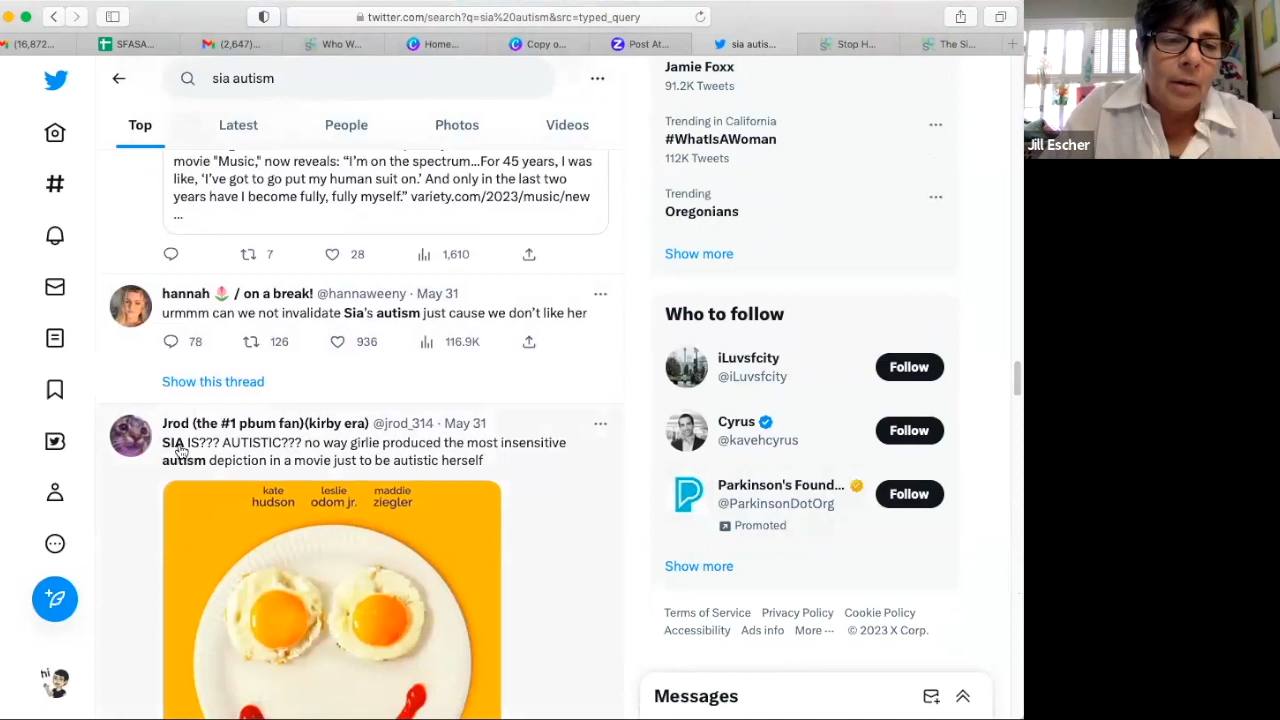 twitter.com/search?q=sia%20autism&src=typed_query
(16,872...
SFASA...
(2,647)...
Who W...
Home...
Copy o...
Post At...
sia autis...
Stop H...
The Si...
sia autism
Top
Latest
People
Photos
Videos
movie "Music," now reveals: “I’m on the spectrum...For 45 years, I was
like, ‘I’ve got to go put my human suit on.’ And only in the last two
years have I become fully, fully myself.” variety.com/2023/music/new
...
7
28
1,610
hannah / on a break! @hannaweeny · May 31
urmmm can we not invalidate Sia’s autism just cause we don’t like her
78
126
936
116.9K
Show this thread
Jrod (the #1 pbum fan)(kirby era) @jrod_314 · May 31
SIA IS??? AUTISTIC??? no way girlie produced the most insensitive
autism depiction in a movie just to be autistic herself
kate
hudson
leslie
odom jr.
maddie
ziegler
hi
Jamie Foxx
91.2K Tweets
Trending in California
#WhatIsAWoman
112K Tweets
Trending
Oregonians
Show more
Who to follow
iLuvsfcity
@iLuvsfcity
Follow
Cyrus
@kavehcyrus
Follow
Parkinson's Found...
@ParkinsonDotOrg
Follow
Promoted
Show more
Terms of Service Privacy Policy Cookie Policy
Accessibility Ads info More ··· © 2023 X Corp.
Messages
Jill Escher